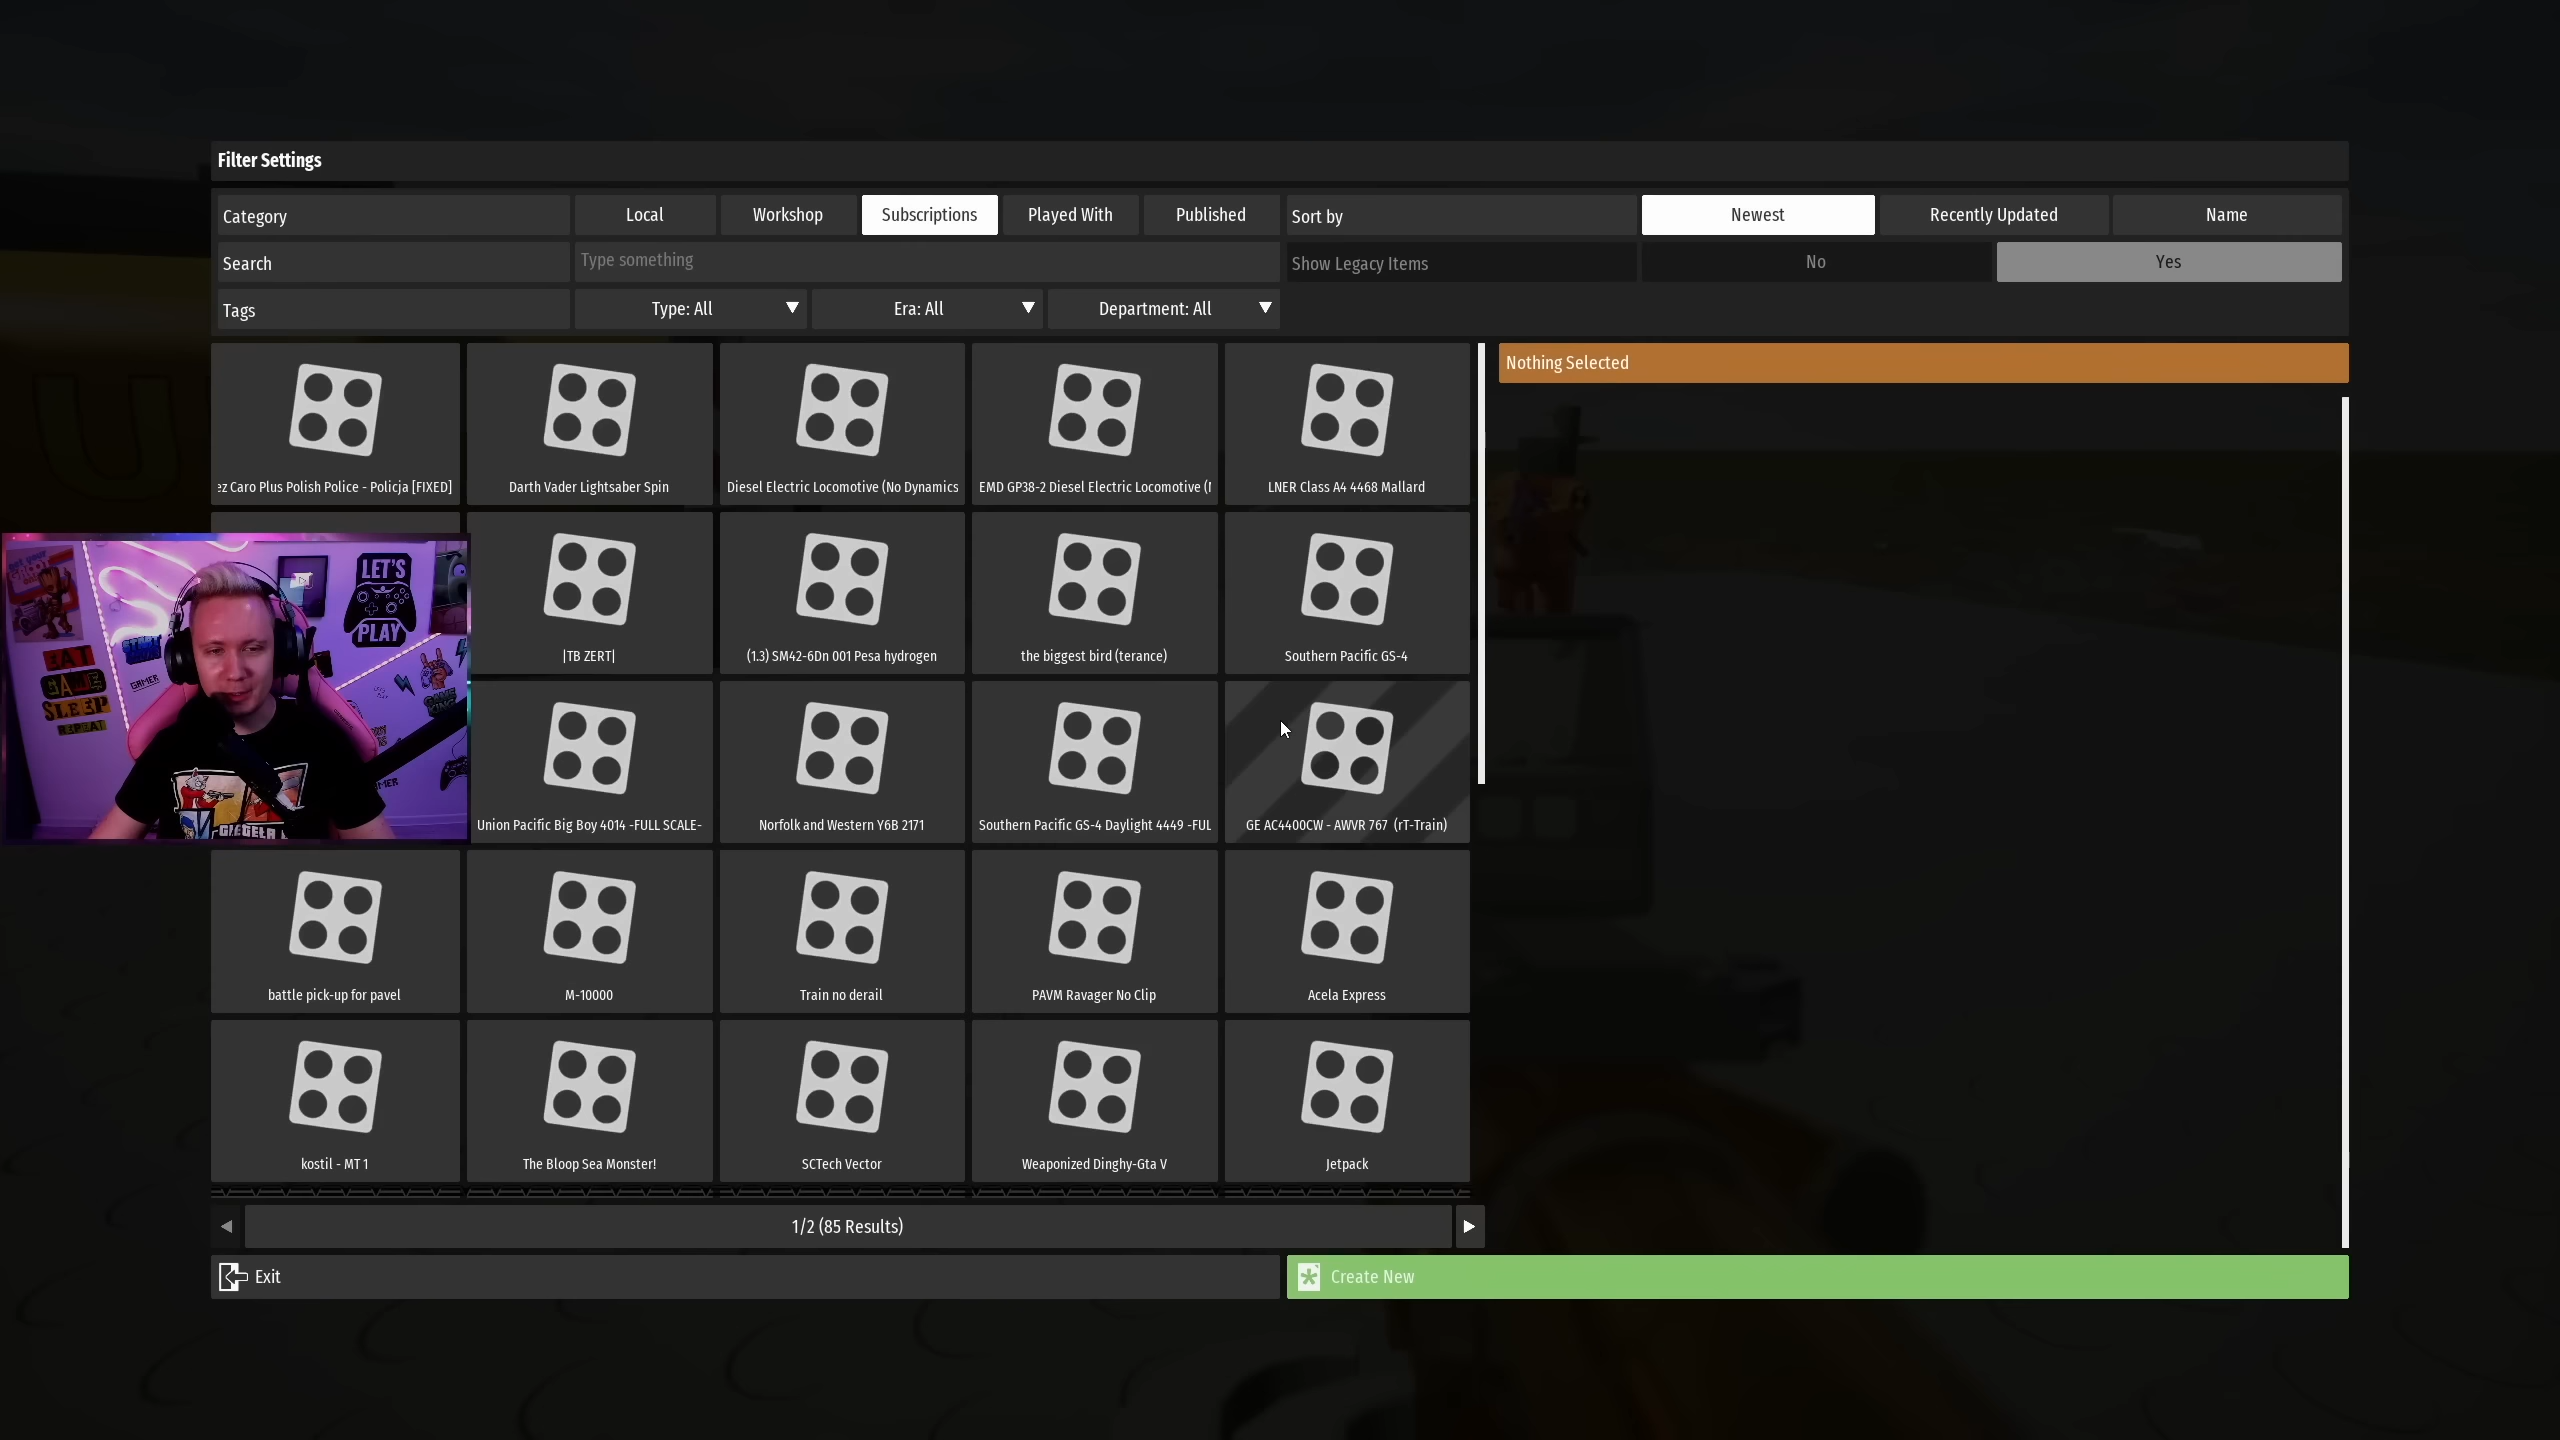 Filter Settings
Category
Local
Workshop
Subscriptions
Played With
Published
Sort by
Newest
Recently Updated
Name
Search
Type something
Show Legacy Items
No
Yes
Tags
Type: All
Era: All
Department: All
Nothing Selected
ez Caro Plus Polish Police - Policja [FIXED]
Darth Vader Lightsaber Spin
Diesel Electric Locomotive (No Dynamics
EMD GP38-2 Diesel Electric Locomotive (
LNER Class A4 4468 Mallard
|TB ZERT|
(1.3) SM42-6Dn 001 Pesa hydrogen
the biggest bird (terance)
Southern Pacific GS-4
LET'S
PLAY
EAT
GAME
SLEEP
REPEAT
GAMER
GAME
KING
Union Pacific Big Boy 4014 -FULL SCALE-
Norfolk and Western Y6B 2171
Southern Pacific GS-4 Daylight 4449 -FUL
GE AC4400CW - AWVR 767 (rT-Train)
battle pick-up for pavel
M-10000
Train no derail
PAVM Ravager No Clip
Acela Express
kostil - MT 1
The Bloop Sea Monster!
SCTech Vector
Weaponized Dinghy-Gta V
Jetpack
1/2 (85 Results)
Exit
Create New